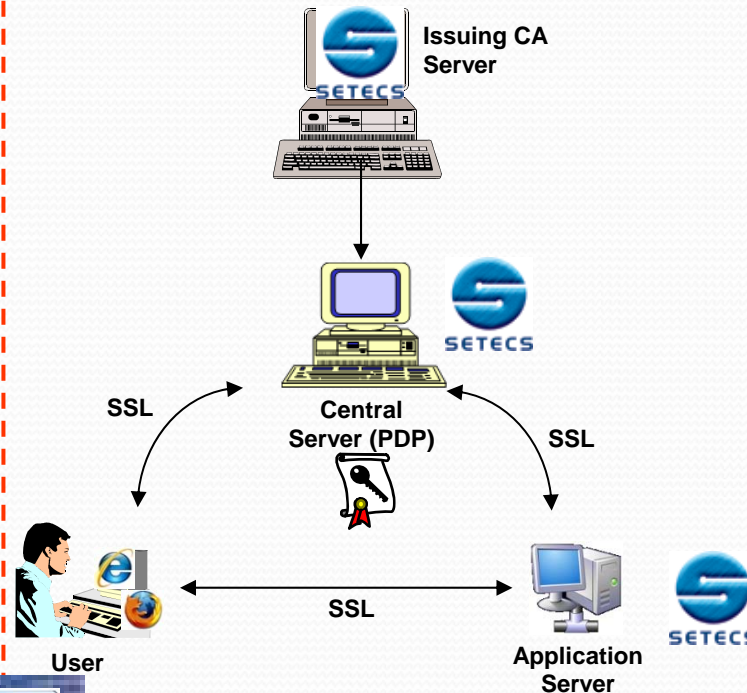 SETECS
Issuing CA
Server
SETECS
Central
Server (PDP)
SSL
SSL
SSL
User
Application
Server
SETECS